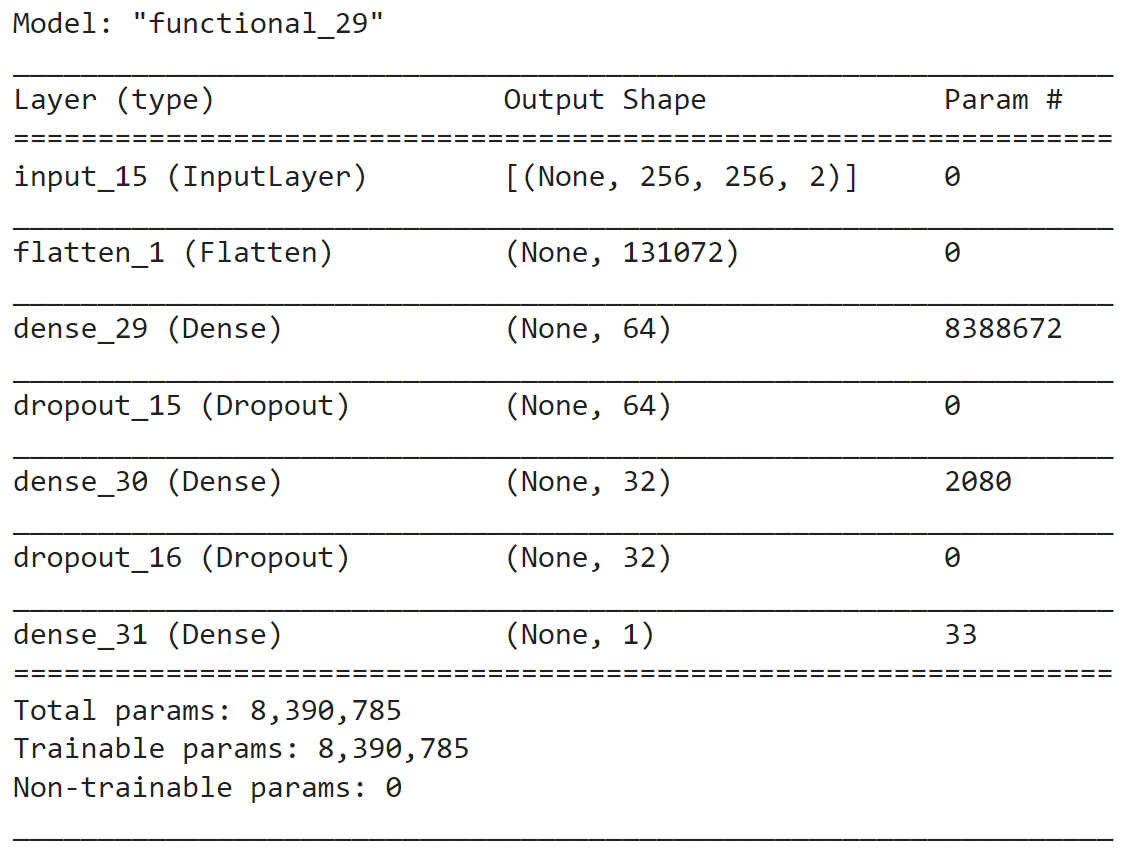 Model: "functional_29"
Layer (type) Output Shape Param #
input_15 (InputLayer) [(None, 256, 256, 2)] 0
flatten_1 (Flatten) (None, 131072) 0
dense_29 (Dense) (None, 64) 8388672
dropout_15 (Dropout) (None, 64) 0
dense_30 (Dense) (None, 32) 2080
dropout_16 (Dropout) (None, 32) 0
dense_31 (Dense) (None, 1) 33
Total params: 8,390,785
Trainable params: 8,390,785
Non-trainable params: 0